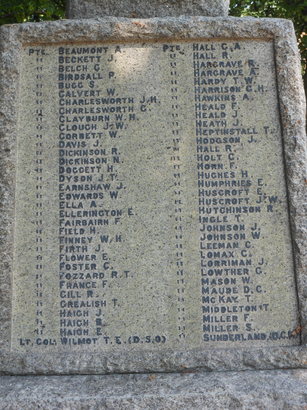 PTE. BEAUMONT A.
" BECKETT J.
" BELCH G.
" BIRDSALL P.
" BUGG S.
" CALVERT W.
" CHARLESWORTH J.H.
" CHARLESWORTH C.
" CLAYBURN W.H.
" CLOUGH J.W.
" CORBETT W.
" DAVIS J.
" DICKINSON R.
" DICKINSON N.
" DOGGETT H.
" DYSON J.T.
" EARNSHAW J.
" EDWARDS W.
" ELLA A.
" ELLERINGTON E.
" FAIRBAIRN F.
" FIELD H.
" FINNEY W.H.
" FIRTH J.
" FLOWER E.
" FOSTER C.
" FOZZARD R.T.
" FRANCE F.
" GILL R.
" GREALISH T.
" HAIGH J.
" HAIGH R.
" HAIGH E.
LT. COL. WILMOT T.E. (D.S.O)
PTE. HALL C.A.
" HALL R.
" HARGRAVE R.
" HARGRAVE A.
" HARDY T.W.
" HARRISON C.H.
" HAWKINS A.
" HEALD F.
" HEALD J.
" HEATH J.
" HEPTINSTALL T.
" HODGSON J.
" HALL R.
" HOLT C.
" HORN F.
" HUGHES H.
" HUMPHRIES E.
" HUSCROFT E.
" HUSCROFT J.W.
" HUTCHINSON R.
" INGLE T.
" JOHNSON J.
" JOHNSON W.
" LEEMAN C.
" LOMAX C.
" LORRIMAN J.
" LOWTHER C.
" MASON W.
" MAUDE D.C.
" MCKAY T.
" MIDDLETON T.
" MILLER F.
" MILLER S.
SUNDERLAND